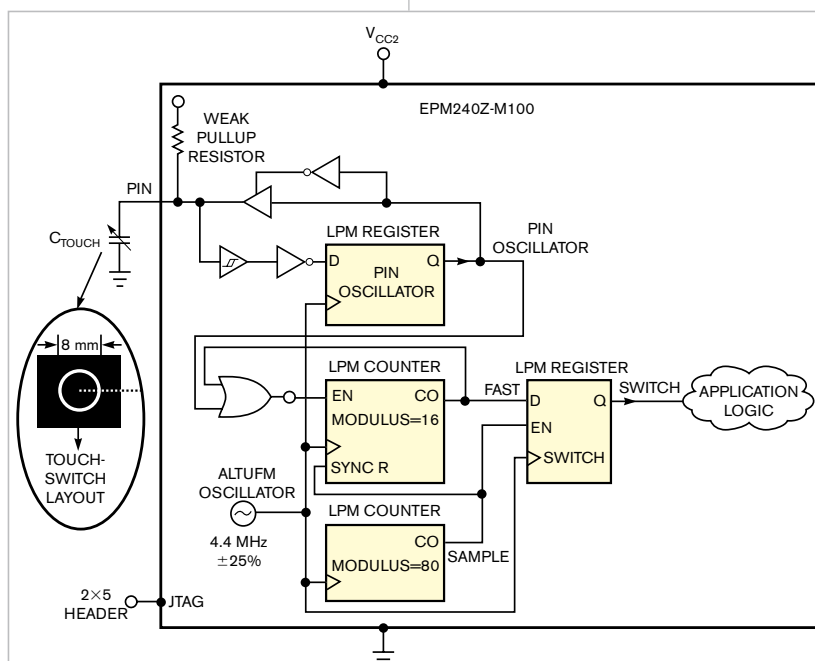 V_CC2
EPM240Z-M100
WEAK
PULLUP
RESISTOR
PIN
C_TOUCH
LPM REGISTER
D
Q
PIN
OSCILLATOR
PIN
OSCILLATOR
8 mm
TOUCH-
SWITCH
LAYOUT
LPM COUNTER
EN
CO
MODULUS=16
SYNC R
FAST
LPM REGISTER
D
Q
EN
SWITCH
SWITCH
APPLICATION
LOGIC
ALTUFM
OSCILLATOR
4.4 MHz
±25%
LPM COUNTER
CO
MODULUS=80
SAMPLE
2×5
HEADER
JTAG